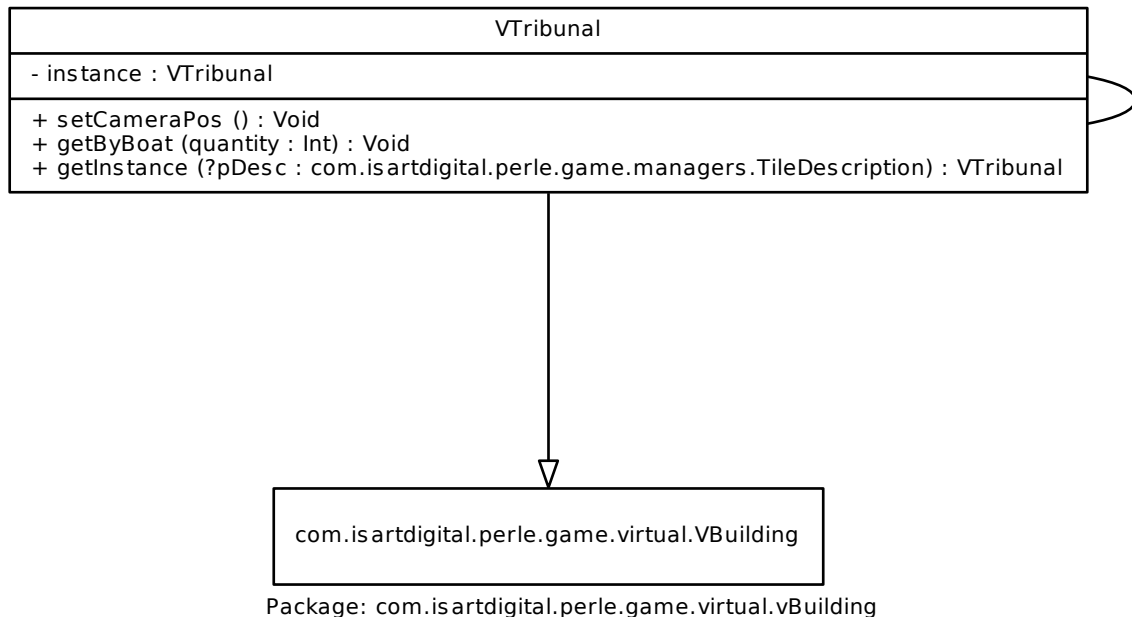 VTribunal
- instance : VTribunal
+ setCameraPos () : Void
+ getByBoat (quantity : Int) : Void
+ getInstance (?pDesc : com.isartdigital.perle.game.managers.TileDescription) : VTribunal
com.isartdigital.perle.game.virtual.VBuilding
Package: com.isartdigital.perle.game.virtual.vBuilding